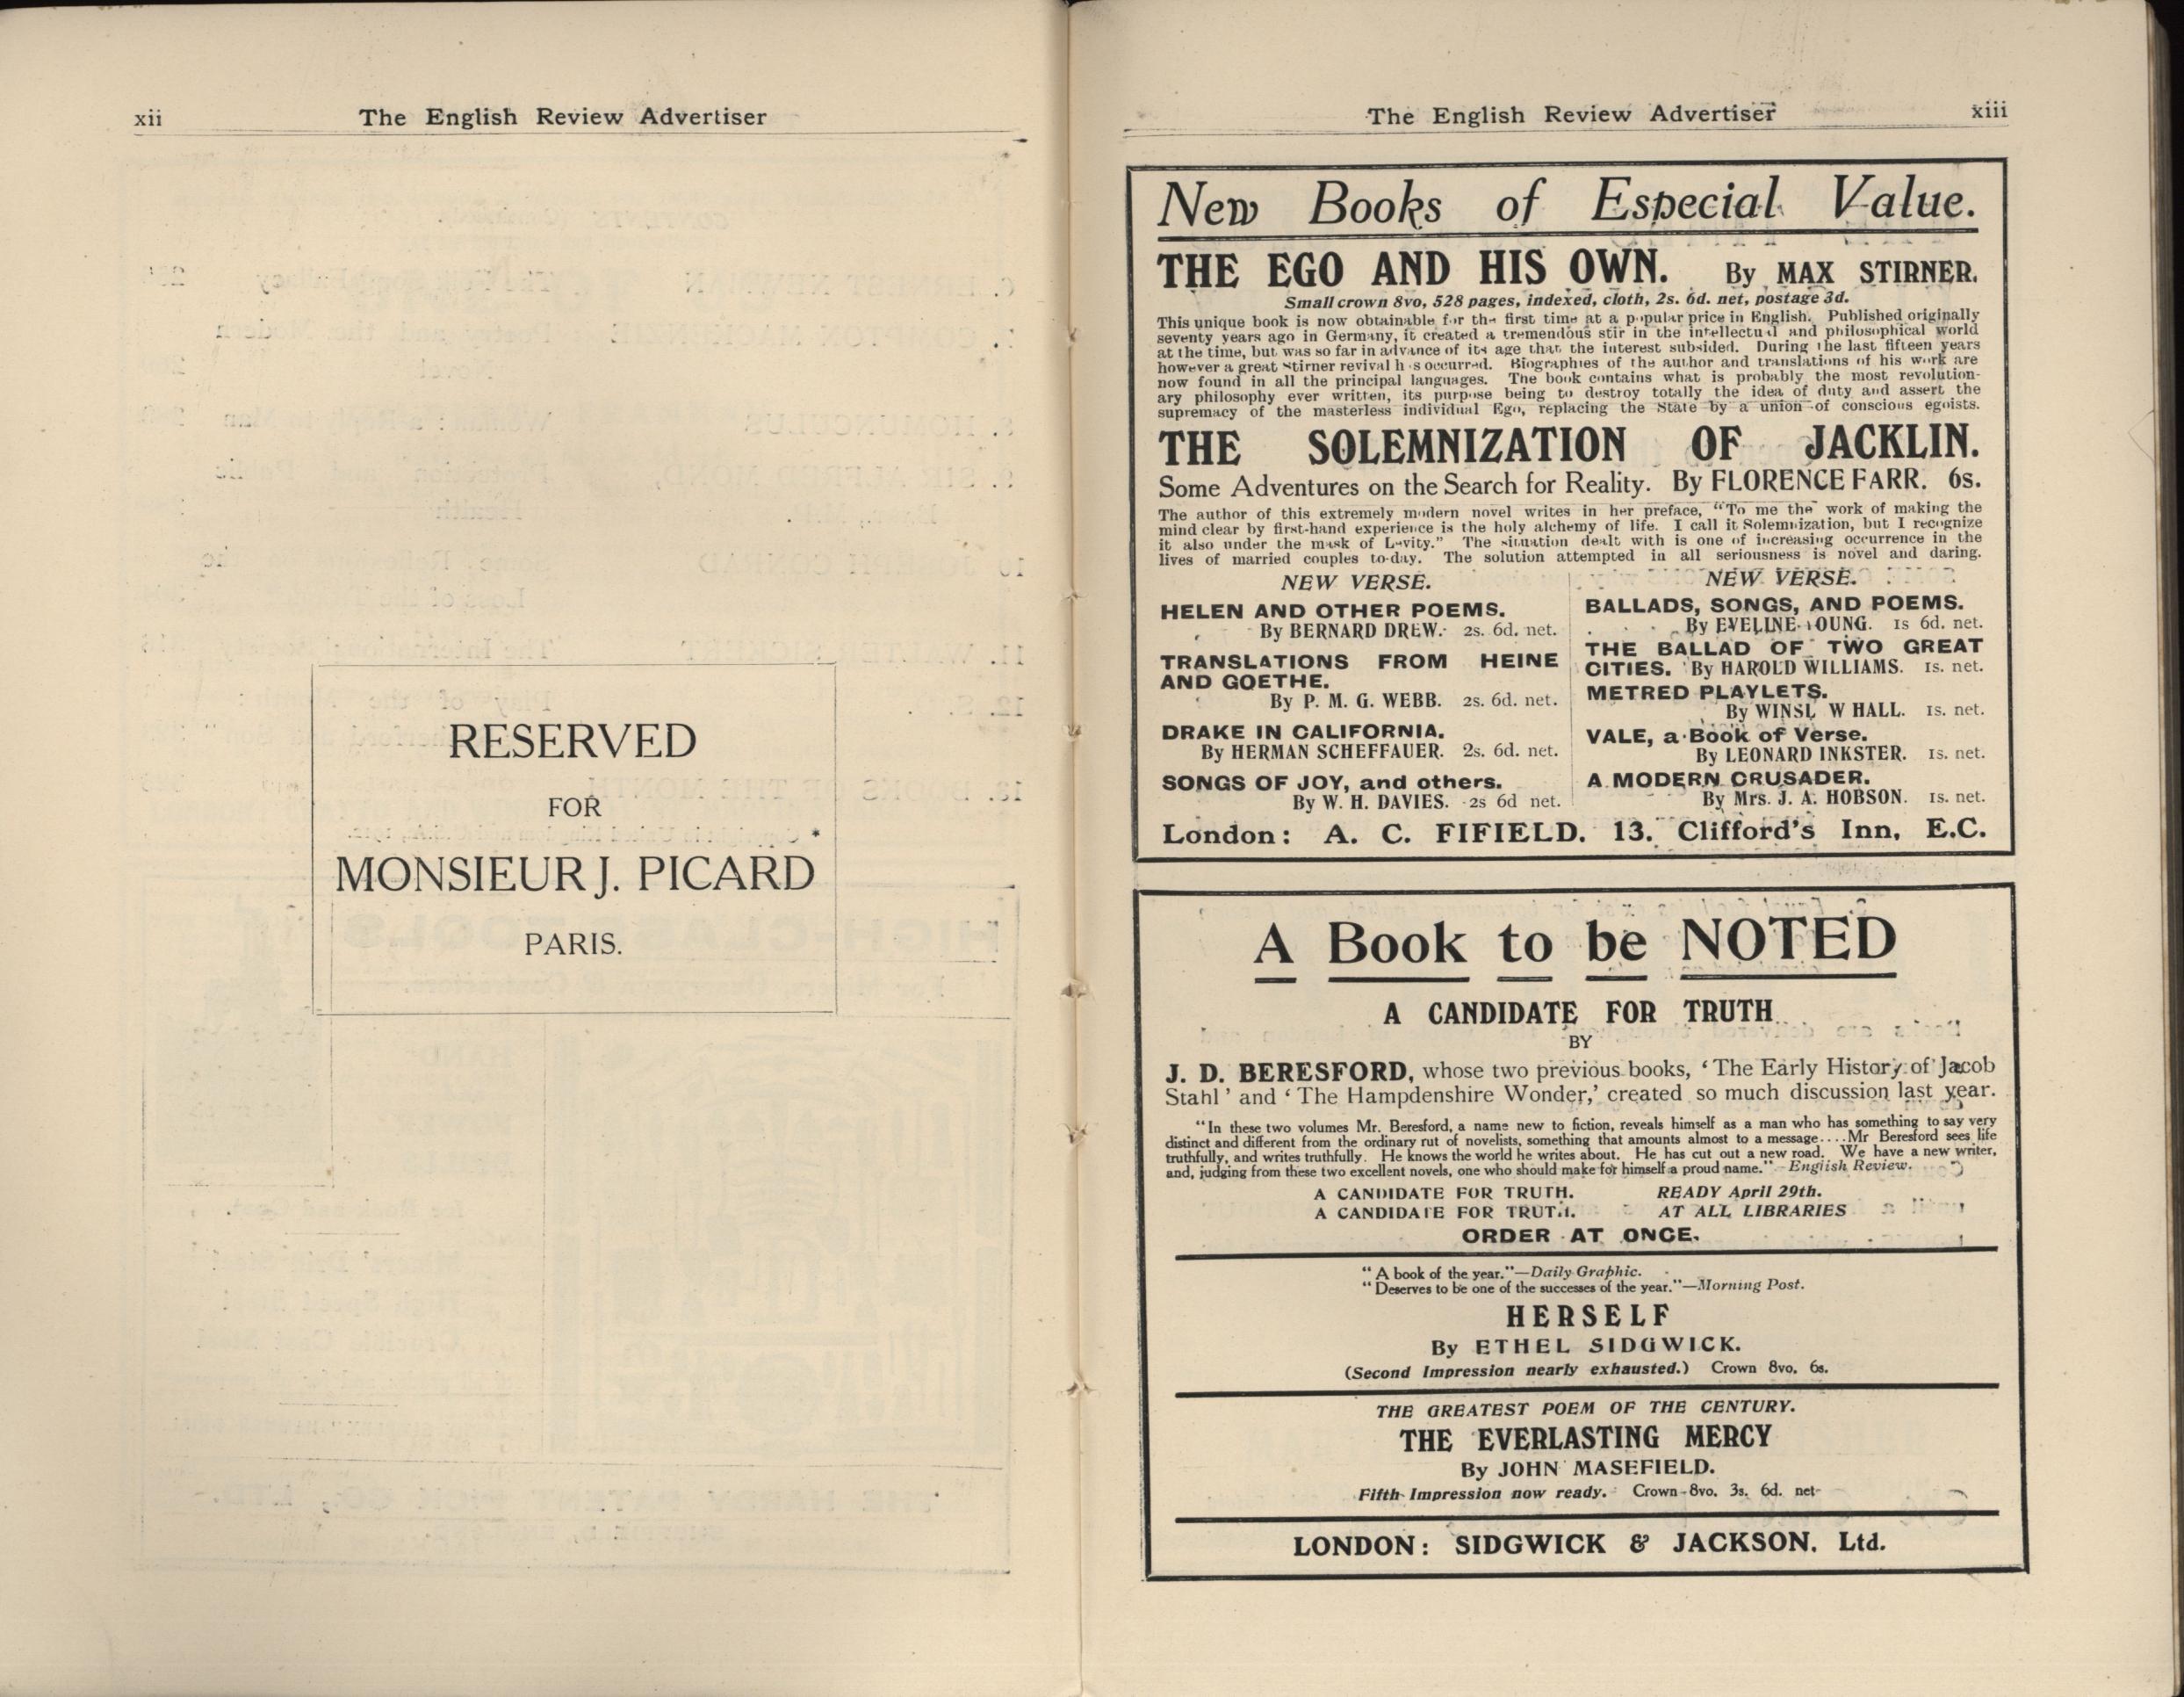 xii
The English Review Advertiser
RESERVED
FOR
MONSIEUR J. PICARD
PARIS.
The English Review Advertiser
xiii
New Books of Especial Value.
THE EGO AND HIS OWN. By MAX STIRNER.
Small crown 8vo, 528 pages, indexed, cloth, 2s. 6d. net, postage 3d.
This unique book is now obtainable for the first time at a popular price in English. Published originally
seventy years ago in Germany, it created a tremendous stir in the intellectual and philosophical world
at the time, but was so far in advance of its age that the interest subsided. During the last fifteen years
however a great Stirner revival has occurred. Biographies of the author and translations of his work are
now found in all the principal languages. The book contains what is probably the most revolution-
ary philosophy ever written, its purpose being to destroy totally the idea of duty and assert the
supremacy of the masterless individual Ego, replacing the State by a union of conscious egoists.
THE SOLEMNIZATION OF JACKLIN.
Some Adventures on the Search for Reality. By FLORENCE FARR. 6s.
The author of this extremely modern novel writes in her preface, "To me the work of making the
mind clear by first-hand experience is the holy alchemy of life. I call it Solemnization, but I recognize
it also under the mask of Levity." The situation dealt with is one of increasing occurrence in the
lives of married couples to-day. The solution attempted in all seriousness is novel and daring.
NEW VERSE.
HELEN AND OTHER POEMS.
By BERNARD DREW. 2s. 6d. net.
TRANSLATIONS FROM HEINE
AND GOETHE.
By P. M. G. WEBB. 2s. 6d. net.
DRAKE IN CALIFORNIA.
By HERMAN SCHEFFAUER. 2s. 6d. net.
SONGS OF JOY, and others.
By W. H. DAVIES. 2s 6d net.
NEW VERSE.
BALLADS, SONGS, AND POEMS.
By EVELINE YOUNG. 1s 6d. net.
THE BALLAD OF TWO GREAT
CITIES. By HAROLD WILLIAMS. 1s. net.
METRED PLAYLETS.
By WINSL W HALL. 1s. net.
VALE, a Book of Verse.
By LEONARD INKSTER. 1s. net.
A MODERN CRUSADER.
By Mrs. J. A. HOBSON. 1s. net.
London: A. C. FIFIELD. 13. Clifford's Inn, E.C.
A Book to be NOTED
A CANDIDATE FOR TRUTH
BY
J. D. BERESFORD, whose two previous books, 'The Early History of Jacob
Stahl' and 'The Hampdenshire Wonder,' created so much discussion last year.
"In these two volumes Mr. Beresford, a name new to fiction, reveals himself as a man who has something to say very
distinct and different from the ordinary rut of novelists, something that amounts almost to a message....Mr Beresford sees life
truthfully, and writes truthfully. He knows the world he writes about. He has cut out a new road. We have a new writer,
and, judging from these two excellent novels, one who should make for himself a proud name."—English Review.
A CANDIDATE FOR TRUTH. READY April 29th.
A CANDIDATE FOR TRUTH. AT ALL LIBRARIES
ORDER AT ONCE.
"A book of the year."—Daily Graphic.
"Deserves to be one of the successes of the year."—Morning Post.
HERSELF
By ETHEL SIDGWICK.
(Second Impression nearly exhausted.) Crown 8vo. 6s.
THE GREATEST POEM OF THE CENTURY.
THE EVERLASTING MERCY
By JOHN MASEFIELD.
Fifth Impression now ready. Crown 8vo. 3s. 6d. net
LONDON: SIDGWICK & JACKSON. Ltd.